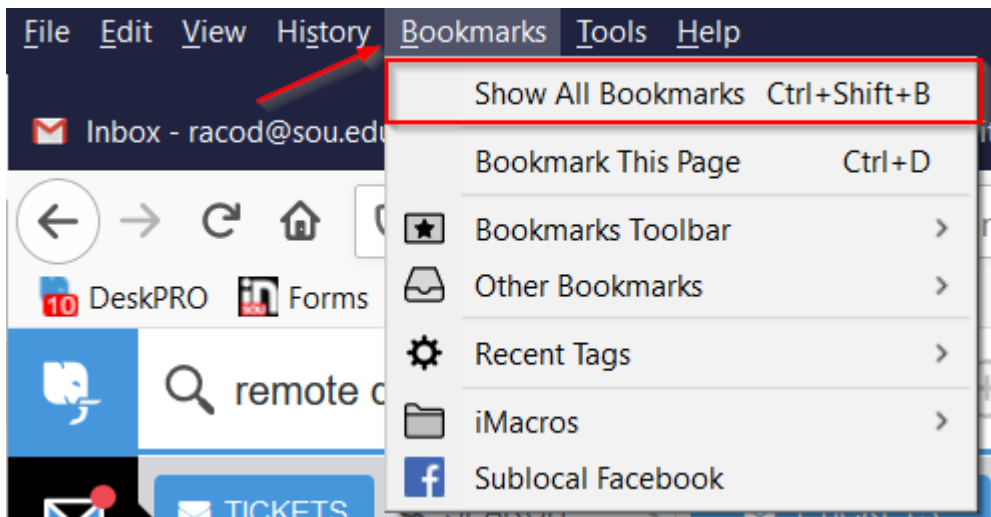 File Edit View History Bookmarks Tools Help
Show All Bookmarks Ctrl+Shift+B
Inbox - racod@sou.edu
Bookmark This Page Ctrl+D
Bookmarks Toolbar
10 DeskPRO Forms
Other Bookmarks
Recent Tags
remote
iMacros
Sublocal Facebook
TICKETS